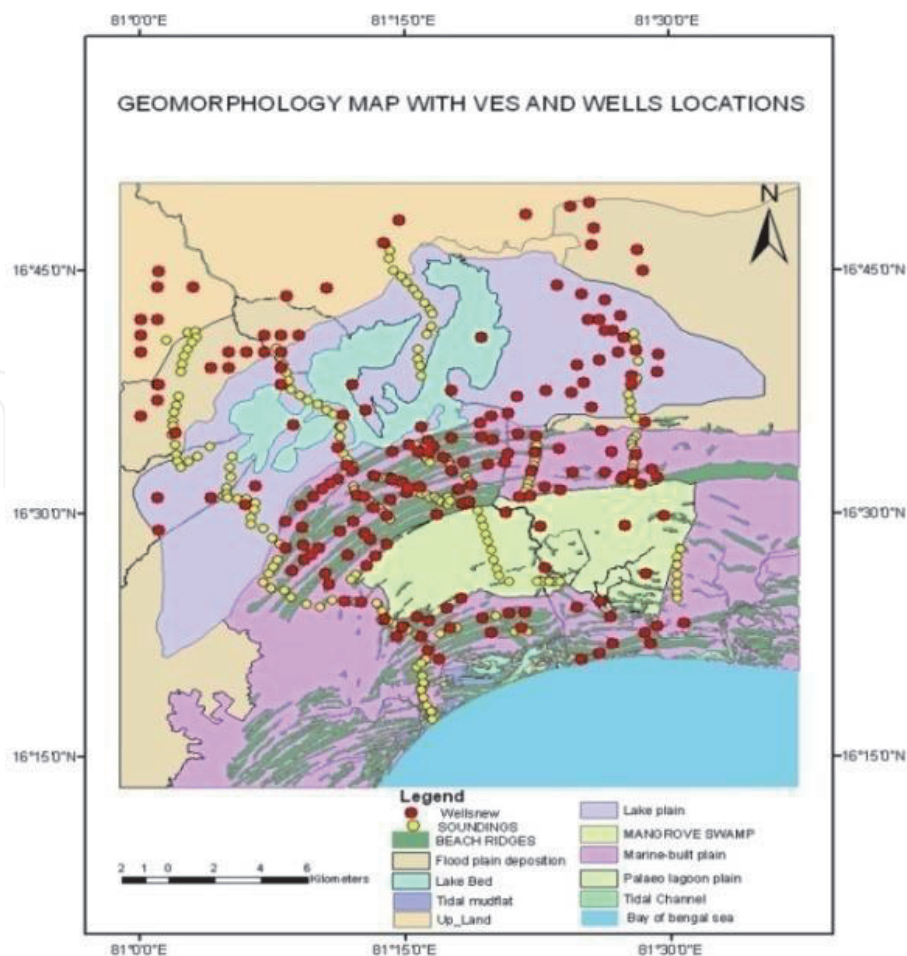 81°0'0"E 81°15'0"E 81°30'0"E
GEOMORPHOLOGY MAP WITH VES AND WELLS LOCATIONS
N
16°45'0"N 16°45'0"N
16°30'0"N 16°30'0"N
16°15'0"N 16°15'0"N
Legend
Wellsnew
SOUNDINGS
BEACH RIDGES
Flood plain deposition
Lake Bed
Tidal mudflat
Up_Land
Lake plain
MANGROVE SWAMP
Marine-built plain
Palaeo lagoon plain
Tidal Channel
Bay of bengal sea
2 1 0 2 4 6
Kilometers
81°0'0"E 81°15'0"E 81°30'0"E